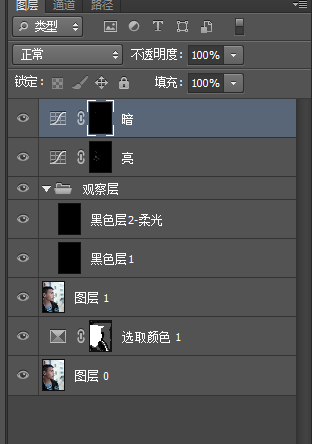 图层 通道 路径
类型
正常 不透明度: 100%
锁定: 填充: 100%
暗
亮
观察层
黑色层2-柔光
黑色层1
图层 1
选取颜色 1
图层 0